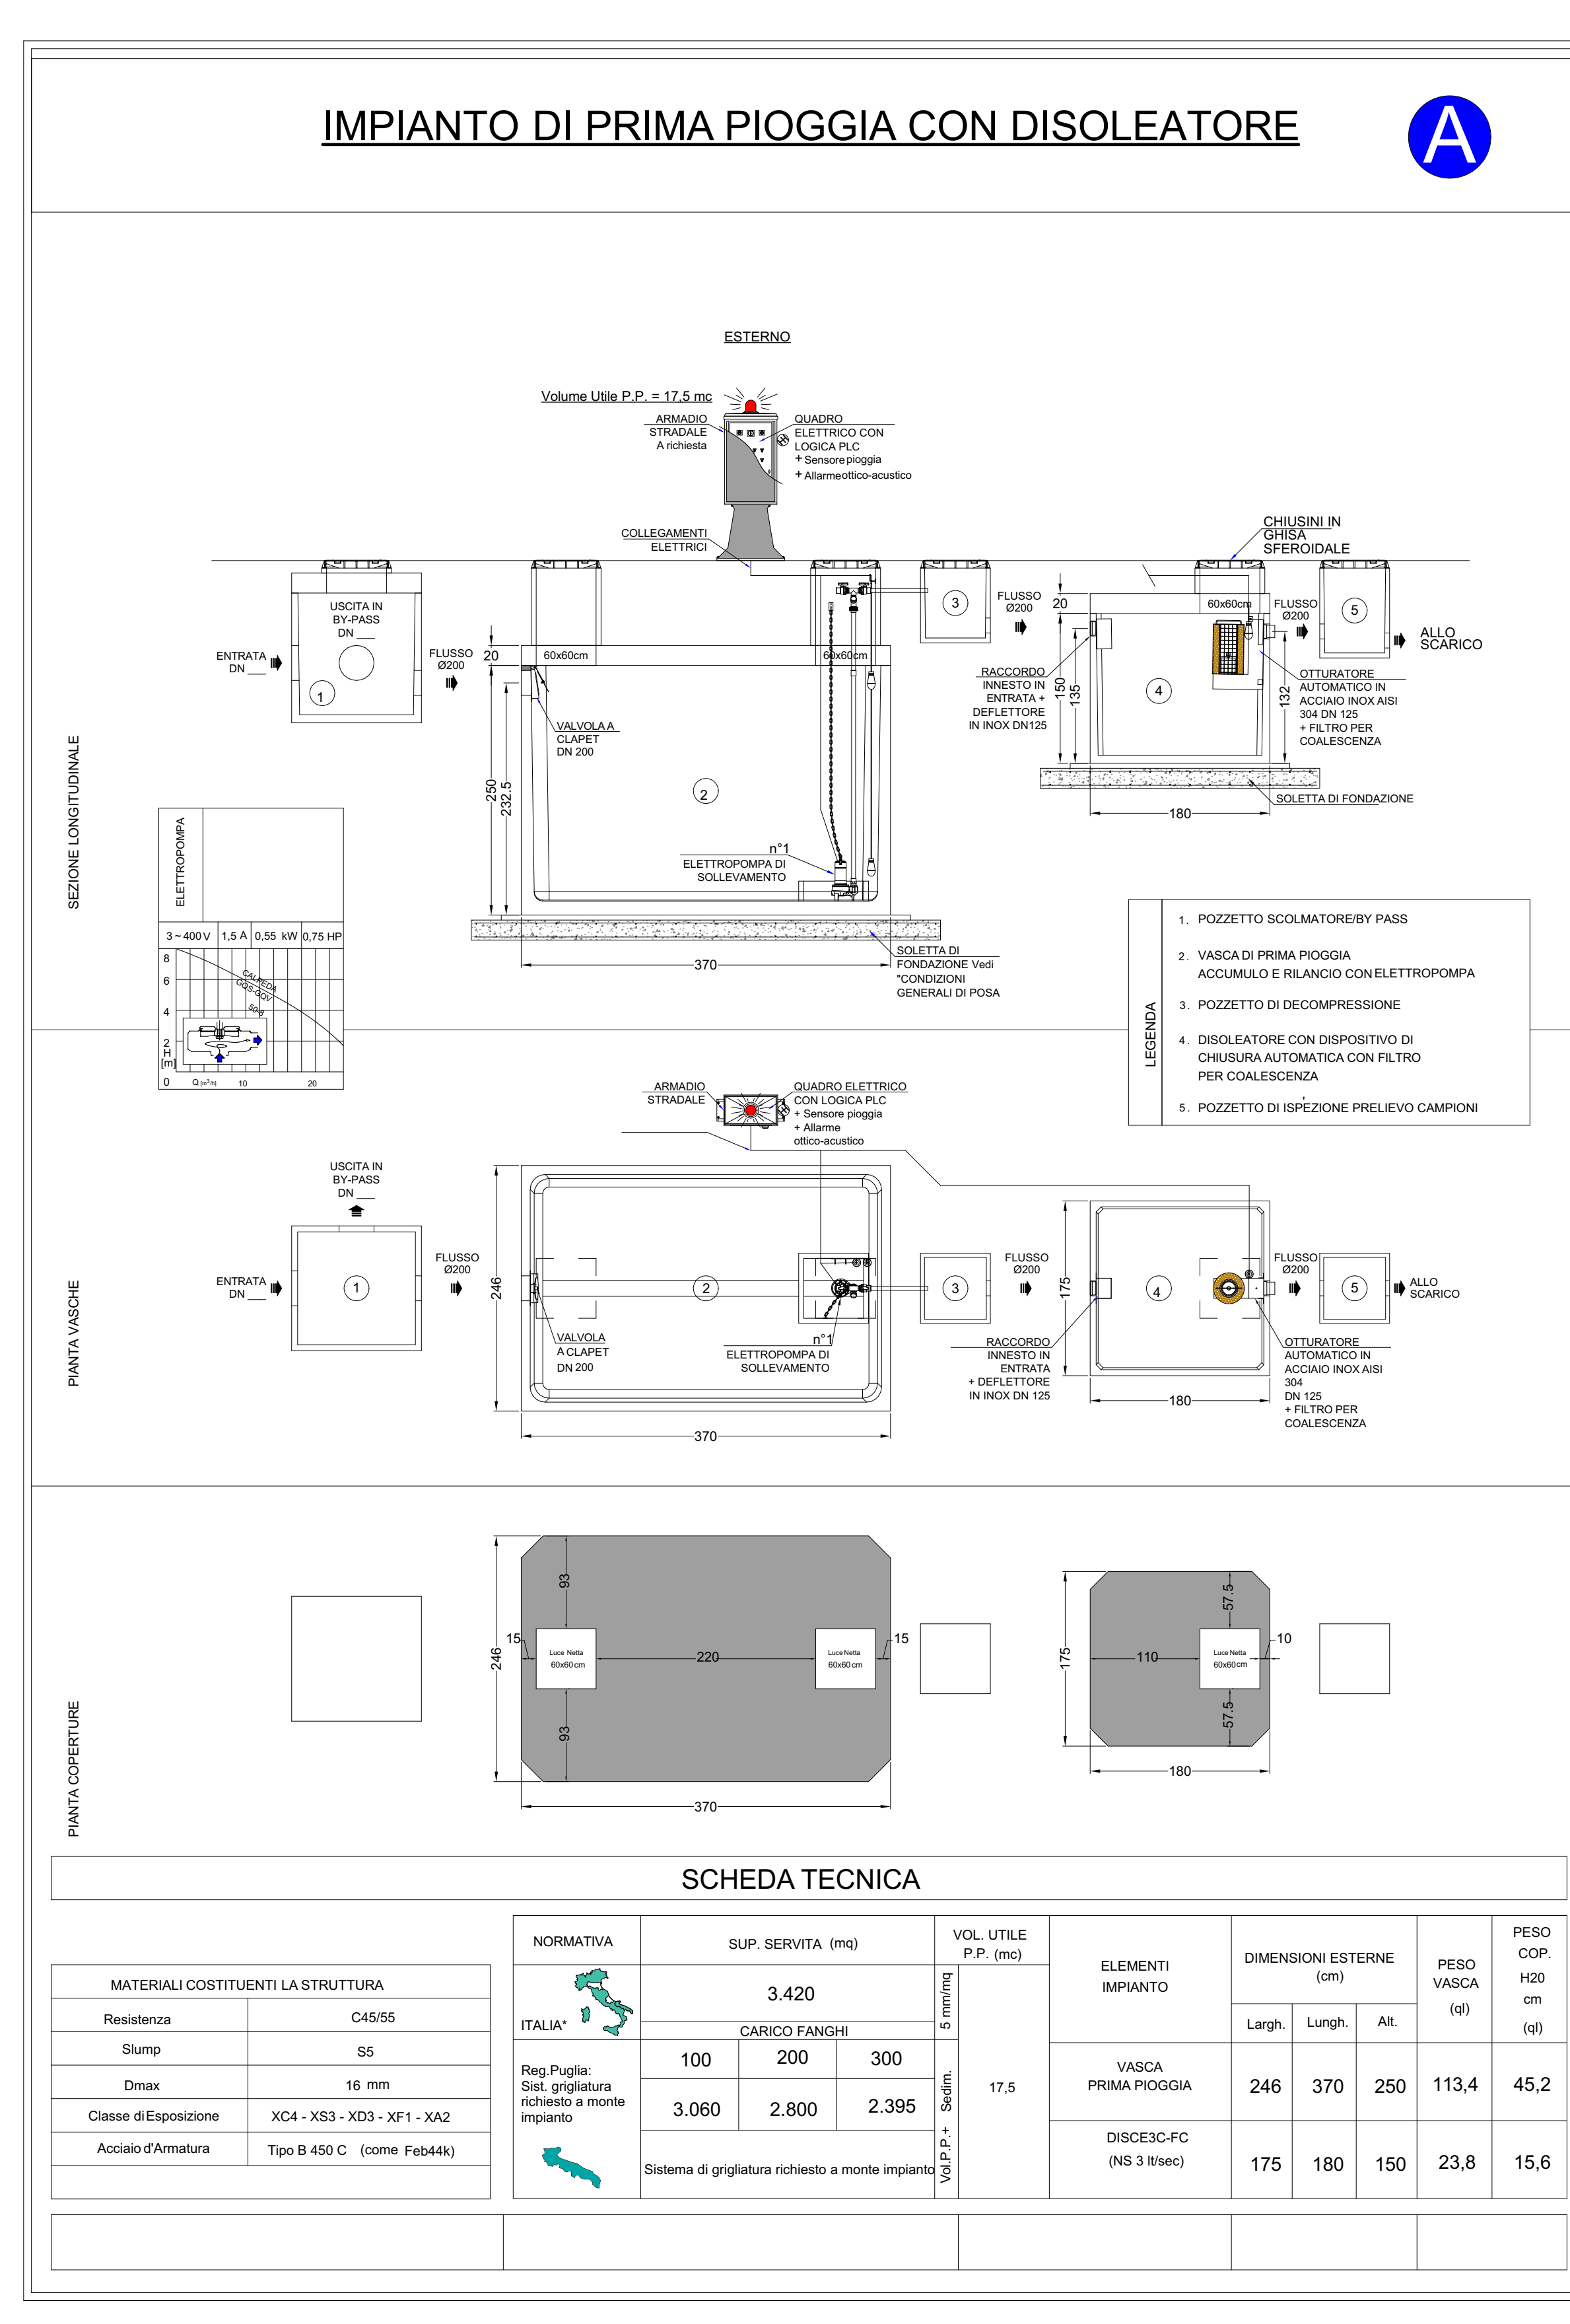 IMPIANTO DI PRIMA PIOGGIA CON DISOLEATORE
A
ESTERNO
Volume Utile P.P. = 17,5 mc
ARMADIO
STRADALE
A richiesta
QUADRO
ELETTRICO CON
LOGICA PLC
+ Sensore pioggia
+ Allarme ottico-acustico
COLLEGAMENTI
ELETTRICI
CHIUSINI IN
GHISA
SFEROIDALE
SEZIONE LONGITUDINALE
USCITA IN
BY-PASS
DN ___
ENTRATA
DN ___
1
FLUSSO
Ø200
20
60x60cm
60x60cm
VALVOLA A
CLAPET
DN 200
250
232.5
2
n°1
ELETTROPOMPA DI
SOLLEVAMENTO
370
SOLETTA DI
FONDAZIONE Vedi
"CONDIZIONI
GENERALI DI POSA
3
FLUSSO
Ø200
20
60x60cm
FLUSSO
Ø200
5
ALLO
SCARICO
RACCORDO
INNESTO IN
ENTRATA +
DEFLETTORE
IN INOX DN125
150
135
4
132
OTTURATORE
AUTOMATICO IN
ACCIAIO INOX AISI
304 DN 125
+ FILTRO PER
COALESCENZA
SOLETTA DI FONDAZIONE
180
ELETTROPOMPA
3 ~ 400 V 1,5 A 0,55 kW 0,75 HP
8
6
4
2
H
[m]
0 Q [m³/h] 10 20
CALPEDA
GQS-GQV
50-8
LEGENDA
1. POZZETTO SCOLMATORE/BY PASS
2. VASCA DI PRIMA PIOGGIA
ACCUMULO E RILANCIO CON ELETTROPOMPA
3. POZZETTO DI DECOMPRESSIONE
4. DISOLEATORE CON DISPOSITIVO DI
CHIUSURA AUTOMATICA CON FILTRO
PER COALESCENZA
5. POZZETTO DI ISPEZIONE PRELIEVO CAMPIONI
PIANTA VASCHE
ARMADIO
STRADALE
QUADRO ELETTRICO
CON LOGICA PLC
+ Sensore pioggia
+ Allarme
ottico-acustico
USCITA IN
BY-PASS
DN ___
ENTRATA
DN ___
1
FLUSSO
Ø200
246
2
VALVOLA
A CLAPET
DN 200
n°1
ELETTROPOMPA DI
SOLLEVAMENTO
370
3
FLUSSO
Ø200
175
4
FLUSSO
Ø200
5
ALLO
SCARICO
RACCORDO
INNESTO IN
ENTRATA
+ DEFLETTORE
IN INOX DN 125
180
OTTURATORE
AUTOMATICO IN
ACCIAIO INOX AISI
304
DN 125
+ FILTRO PER
COALESCENZA
PIANTA COPERTURE
93
15
Luce Netta
60x60 cm
220
Luce Netta
60x60 cm
15
246
93
370
57.5
175
110
Luce Netta
60x60 cm
10
57.5
180
SCHEDA TECNICA
MATERIALI COSTITUENTI LA STRUTTURA
Resistenza C45/55
Slump S5
Dmax 16 mm
Classe di Esposizione XC4 - XS3 - XD3 - XF1 - XA2
Acciaio d'Armatura Tipo B 450 C (come Feb44k)
NORMATIVA
SUP. SERVITA (mq)
VOL. UTILE
P.P. (mc)
ITALIA*
3.420
5 mm/mq
CARICO FANGHI
Reg.Puglia:
Sist. grigliatura
richiesto a monte
impianto
100 200 300
3.060 2.800 2.395
Sistema di grigliatura richiesto a monte impianto
Vol.P.P.+ Sedim.
17,5
ELEMENTI
IMPIANTO
DIMENSIONI ESTERNE
(cm)
Largh. Lungh. Alt.
PESO
VASCA
(ql)
PESO
COP.
H20
cm
(ql)
VASCA
PRIMA PIOGGIA
246 370 250 113,4 45,2
DISCE3C-FC
(NS 3 lt/sec)
175 180 150 23,8 15,6